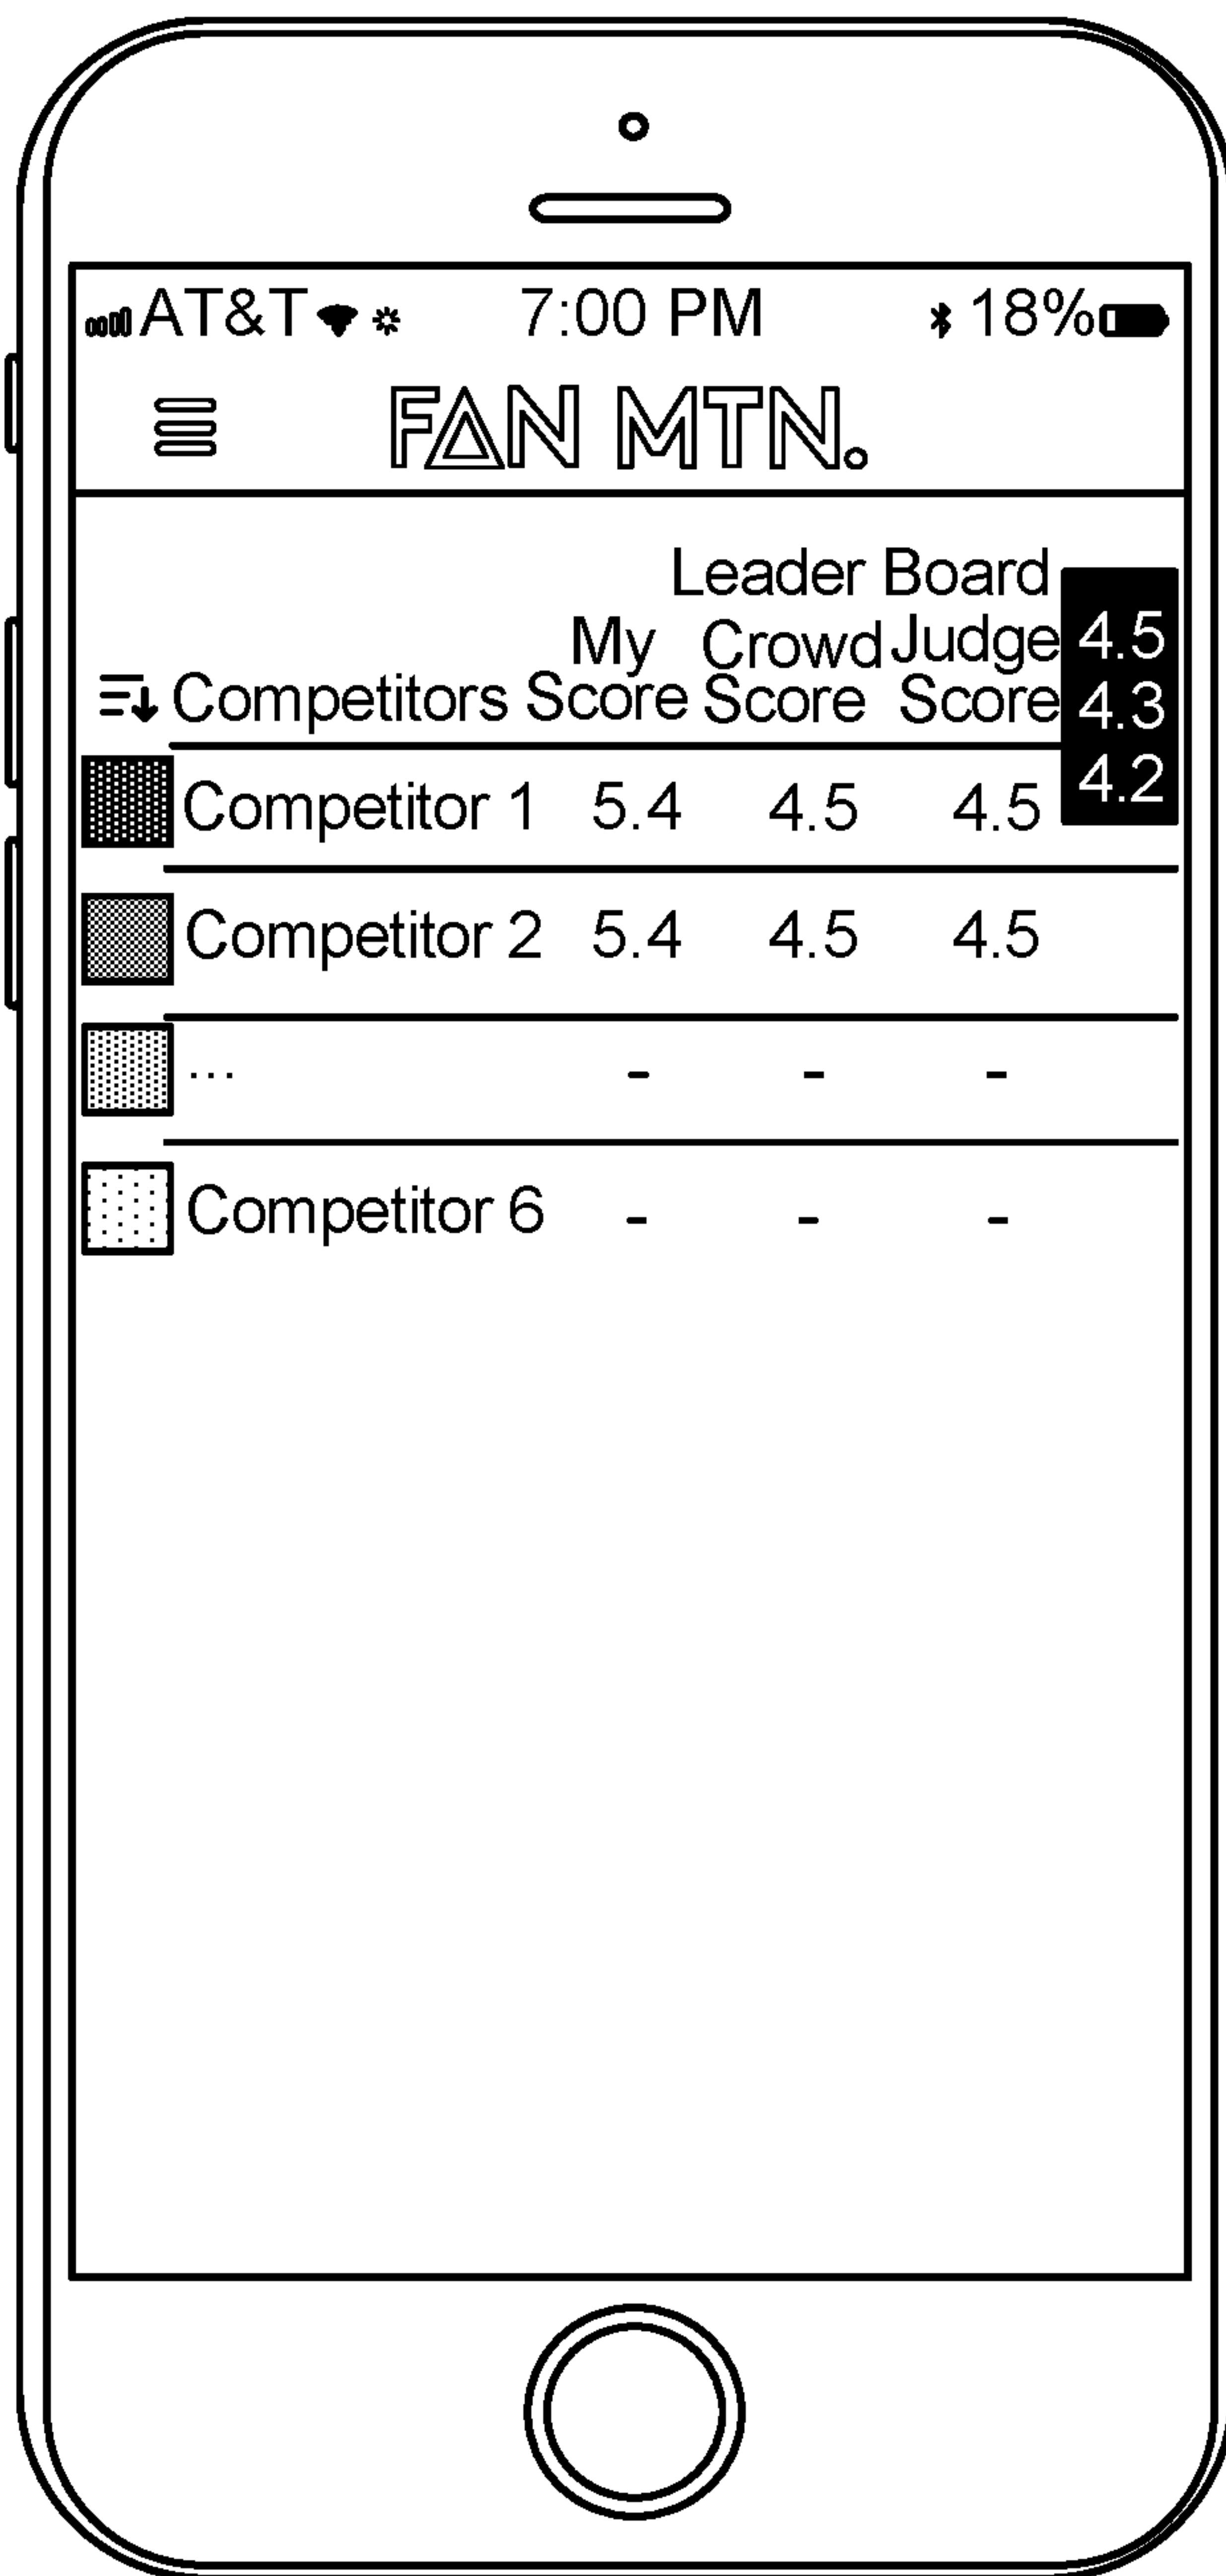 AT&T 7:00 PM 18%
FAN MTN.
Leader Board
My Crowd Judge 4.5
Competitors Score Score Score 4.3
4.2
Competitor 1 5.4 4.5 4.5
Competitor 2 5.4 4.5 4.5
... - - -
Competitor 6 - - -